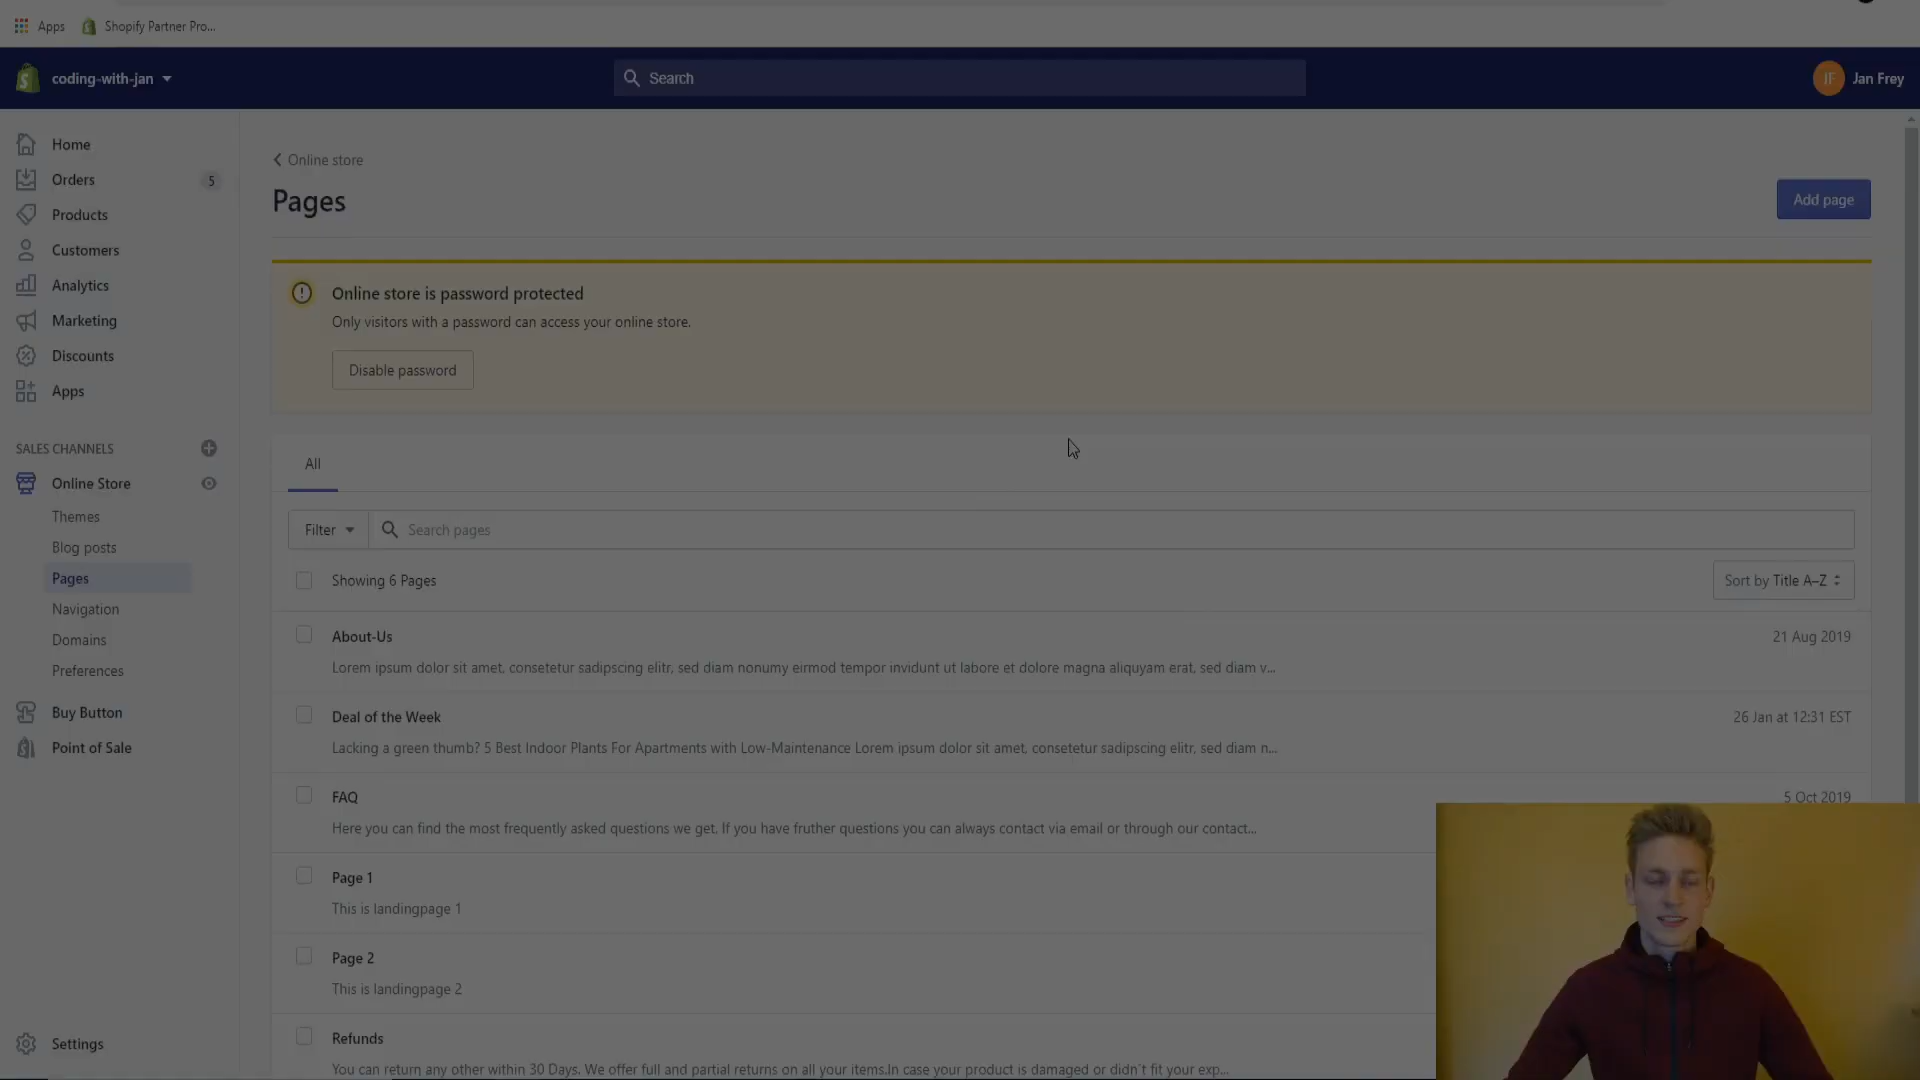 Apps
Shopify Partner Pro...
coding-with-jan
Search
JF
Jan Frey
Home
Orders
5
Products
Customers
Analytics
Marketing
Discounts
Apps
SALES CHANNELS
Online Store
Themes
Blog posts
Pages
Navigation
Domains
Preferences
Buy Button
Point of Sale
Settings
Online store
Pages
Add page
Online store is password protected
Only visitors with a password can access your online store.
Disable password
All
Filter
Search pages
Showing 6 Pages
Sort by Title A–Z
About-Us
21 Aug 2019
Lorem ipsum dolor sit amet, consetetur sadipscing elitr, sed diam nonumy eirmod tempor invidunt ut labore et dolore magna aliquyam erat, sed diam v...
Deal of the Week
26 Jan at 12:31 EST
Lacking a green thumb? 5 Best Indoor Plants For Apartments with Low-Maintenance Lorem ipsum dolor sit amet, consetetur sadipscing elitr, sed diam n...
FAQ
5 Oct 2019
Here you can find the most frequently asked questions we get. If you have fruther questions you can always contact via email or through our contact...
Page 1
This is landingpage 1
Page 2
This is landingpage 2
Refunds
You can return any other within 30 Days. We offer full and partial returns on all your items.In case your product is damaged or didn't fit your exp...